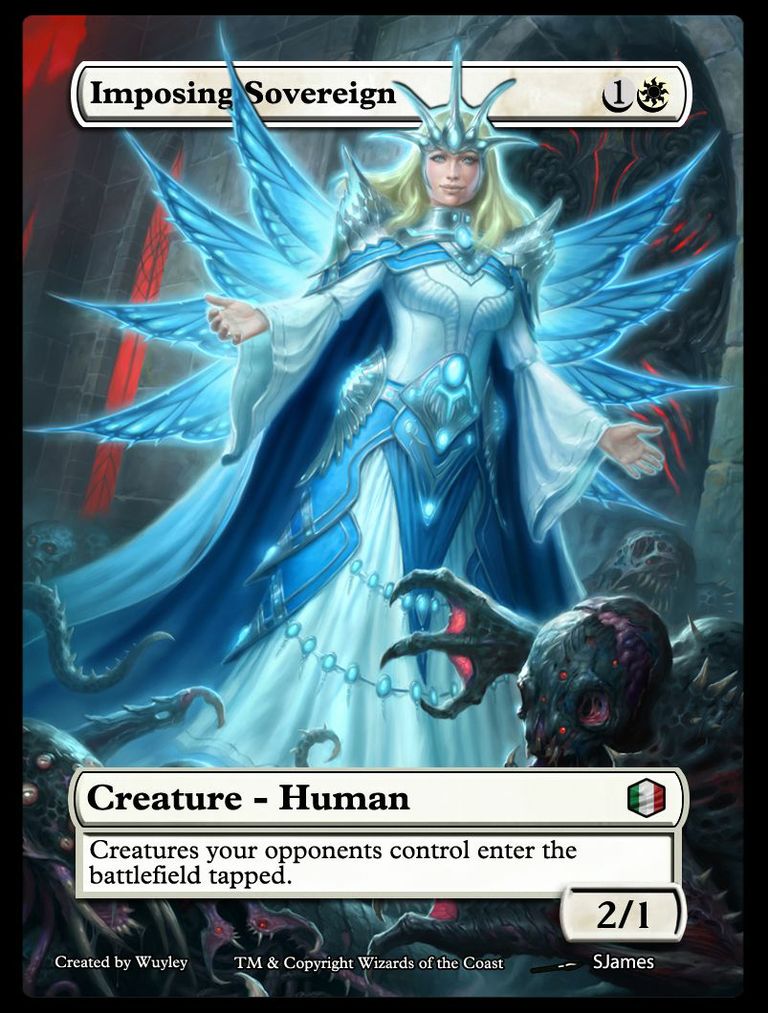 Imposing Sovereign
1
Creature - Human
Creatures your opponents control enter the
battlefield tapped.
2/1
Created by Wuyley TM & Copyright Wizards of the Coast SJames